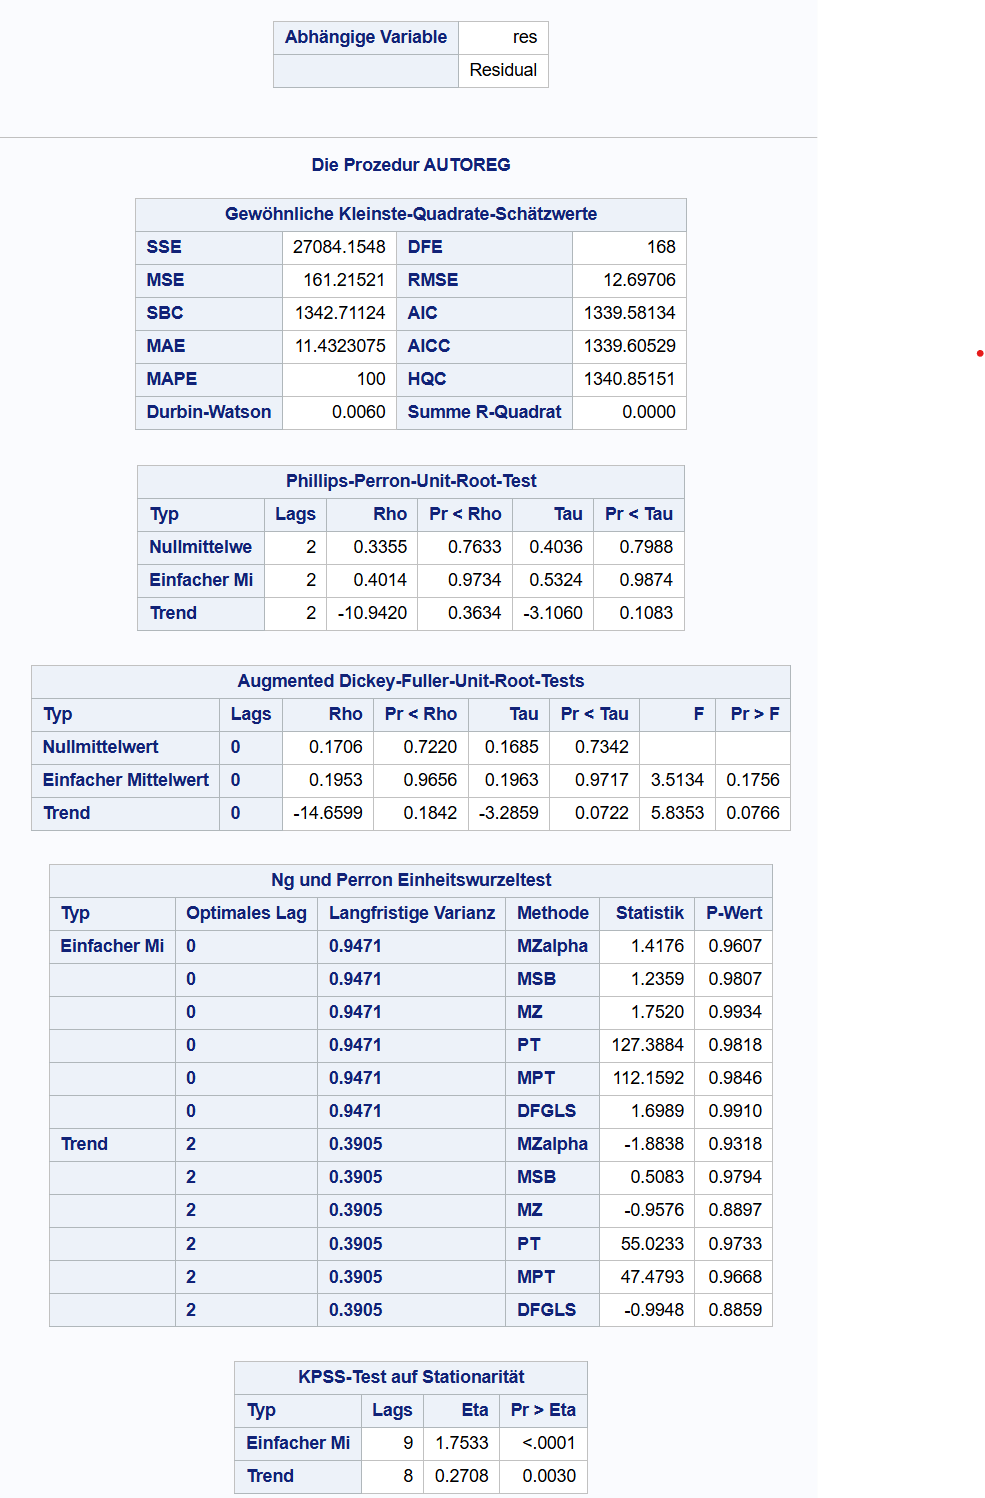 Abhängige Variable res
Residual
Die Prozedur AUTOREG
Gewöhnliche Kleinste-Quadrate-Schätzwerte
SSE 27084.1548 DFE 168
MSE 161.21521 RMSE 12.69706
SBC 1342.71124 AIC 1339.58134
MAE 11.4323075 AICC 1339.60529
MAPE 100 HQC 1340.85151
Durbin-Watson 0.0060 Summe R-Quadrat 0.0000
Phillips-Perron-Unit-Root-Test
Typ Lags Rho Pr < Rho Tau Pr < Tau
Nullmittelwe 2 0.3355 0.7633 0.4036 0.7988
Einfacher Mi 2 0.4014 0.9734 0.5324 0.9874
Trend 2 -10.9420 0.3634 -3.1060 0.1083
Augmented Dickey-Fuller-Unit-Root-Tests
Typ Lags Rho Pr < Rho Tau Pr < Tau F Pr > F
Nullmittelwert 0 0.1706 0.7220 0.1685 0.7342
Einfacher Mittelwert 0 0.1953 0.9656 0.1963 0.9717 3.5134 0.1756
Trend 0 -14.6599 0.1842 -3.2859 0.0722 5.8353 0.0766
Ng und Perron Einheitswurzeltest
Typ Optimales Lag Langfristige Varianz Methode Statistik P-Wert
Einfacher Mi 0 0.9471 MZalpha 1.4176 0.9607
0 0.9471 MSB 1.2359 0.9807
0 0.9471 MZ 1.7520 0.9934
0 0.9471 PT 127.3884 0.9818
0 0.9471 MPT 112.1592 0.9846
0 0.9471 DFGLS 1.6989 0.9910
Trend 2 0.3905 MZalpha -1.8838 0.9318
2 0.3905 MSB 0.5083 0.9794
2 0.3905 MZ -0.9576 0.8897
2 0.3905 PT 55.0233 0.9733
2 0.3905 MPT 47.4793 0.9668
2 0.3905 DFGLS -0.9948 0.8859
KPSS-Test auf Stationarität
Typ Lags Eta Pr > Eta
Einfacher Mi 9 1.7533 <.0001
Trend 8 0.2708 0.0030